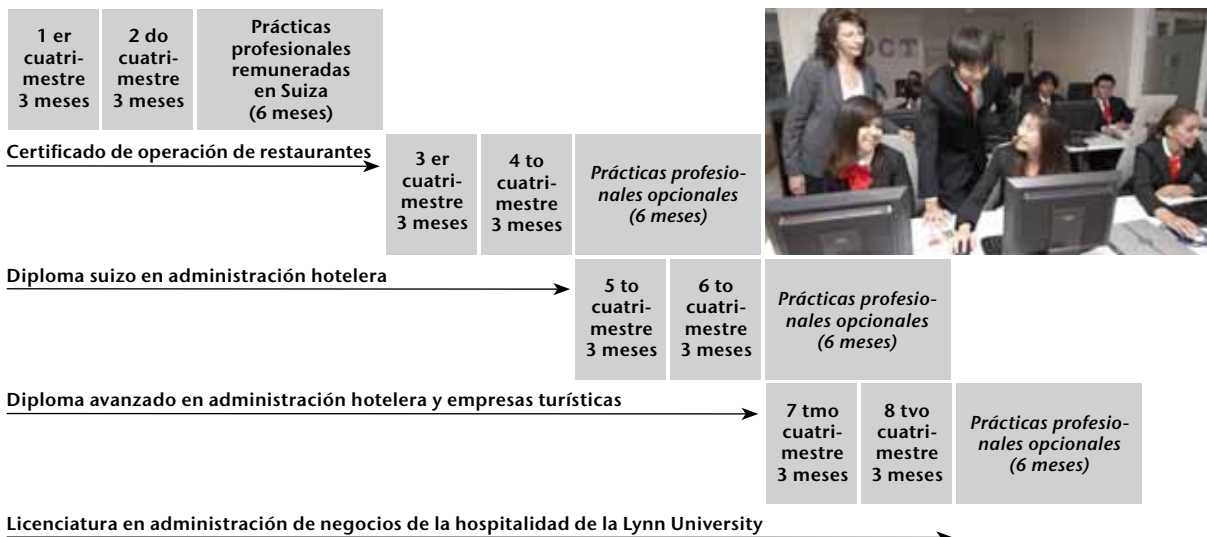 1 er
cuatri-
mestre
3 meses
2 do
cuatri-
mestre
3 meses
Prácticas
profesionales
remuneradas
en Suiza
(6 meses)
Certificado de operación de restaurantes
3 er
cuatri-
mestre
3 meses
4 to
cuatri-
mestre
3 meses
Prácticas profesio-
nales opcionales
(6 meses)
Diploma suizo en administración hotelera
5 to
cuatri-
mestre
3 meses
6 to
cuatri-
mestre
3 meses
Prácticas profesio-
nales opcionales
(6 meses)
Diploma avanzado en administración hotelera y empresas turísticas
7 tmo
cuatri-
mestre
3 meses
8 tvo
cuatri-
mestre
3 meses
Prácticas profesio-
nales opcionales
(6 meses)
Licenciatura en administración de negocios de la hospitalidad de la Lynn University